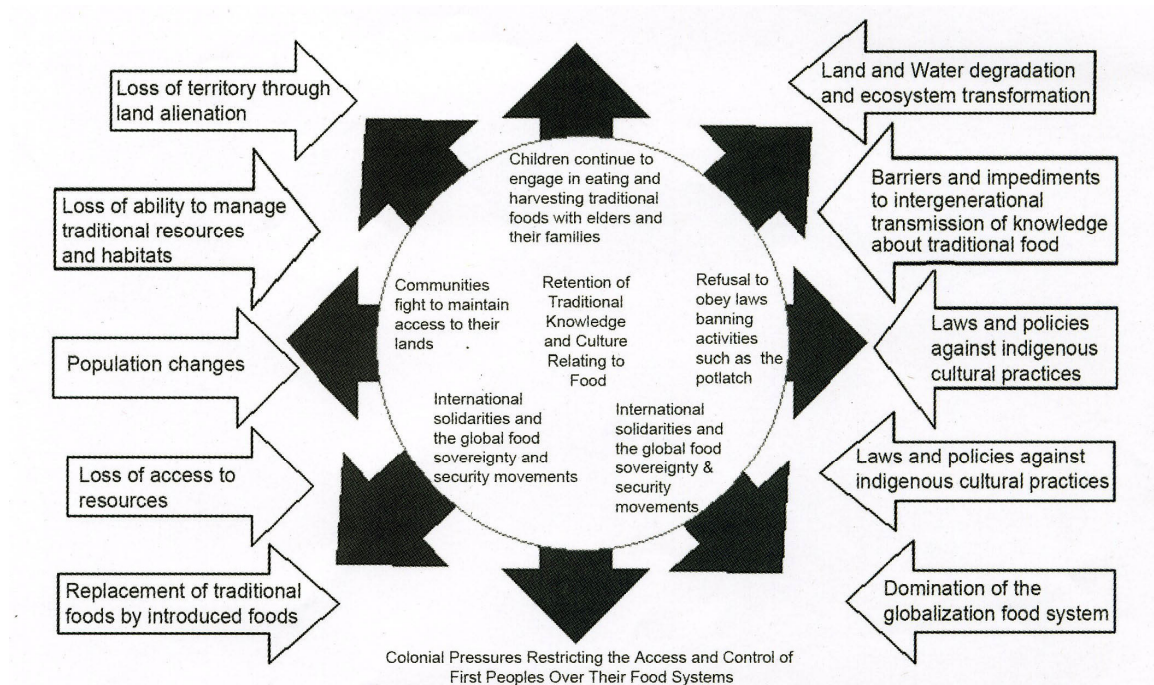 Loss of territory through
land alienation
Loss of ability to manage
traditional resources
and habitats
Population changes
Loss of access to
resources
Replacement of traditional
foods by introduced foods
Children continue to
engage in eating and
harvesting traditional
foods with elders and
their families
Communities
fight to maintain
access to their
lands
Retention of
Traditional
Knowledge
and Culture
Relating to
Food
Refusal to
obey laws
banning
activities
such as the
potlatch
International
solidarities and
the global food
sovereignty and
security movements
International
solidarities and
the global food
sovereignty &
security
movements
Land and Water degradation
and ecosystem transformation
Barriers and impediments
to intergenerational
transmission of knowledge
about traditional food
Laws and policies
against indigenous
cultural practices
Laws and policies against
indigenous cultural practices
Domination of the
globalization food system
Colonial Pressures Restricting the Access and Control of
First Peoples Over Their Food Systems